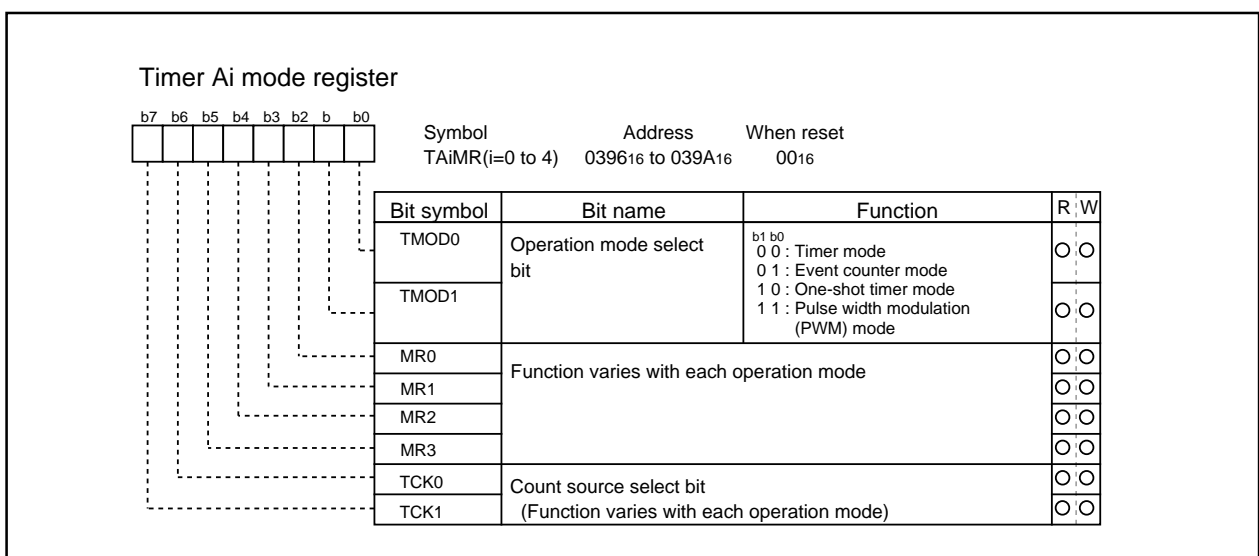 Timer Ai mode register
b7 b6 b5 b4 b3 b2 b b0
Symbol Address When reset
TAiMR(i=0 to 4) 039616 to 039A16 0016
Bit symbol Bit name Function R W
TMOD0 Operation mode select bit
b1 b0
0 0 : Timer mode
0 1 : Event counter mode
1 0 : One-shot timer mode
TMOD1 1 1 : Pulse width modulation
(PWM) mode
MR0 Function varies with each operation mode
MR1
MR2
MR3
TCK0 Count source select bit
TCK1 (Function varies with each operation mode)